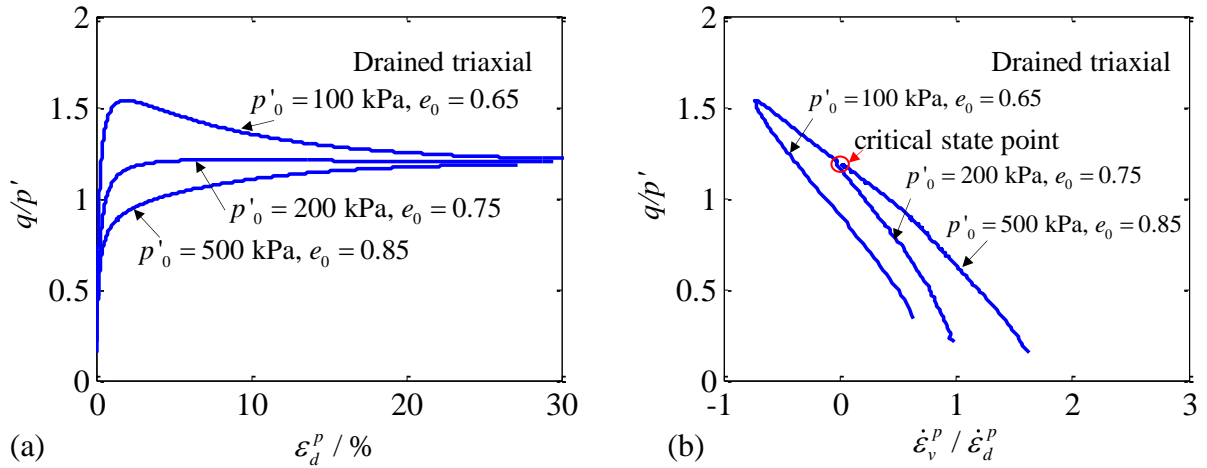 2
1.5
1
0.5
0
q/p'
Drained triaxial
p'0 = 100 kPa, e0 = 0.65
p'0 = 200 kPa, e0 = 0.75
p'0 = 500 kPa, e0 = 0.85
0 10 20 30
(a) ε_d^p / %
2
1.5
1
0.5
0
q/p'
Drained triaxial
p'0 = 100 kPa, e0 = 0.65
critical state point
p'0 = 200 kPa, e0 = 0.75
p'0 = 500 kPa, e0 = 0.85
-1 0 1 2 3
(b) ε̇_v^p / ε̇_d^p